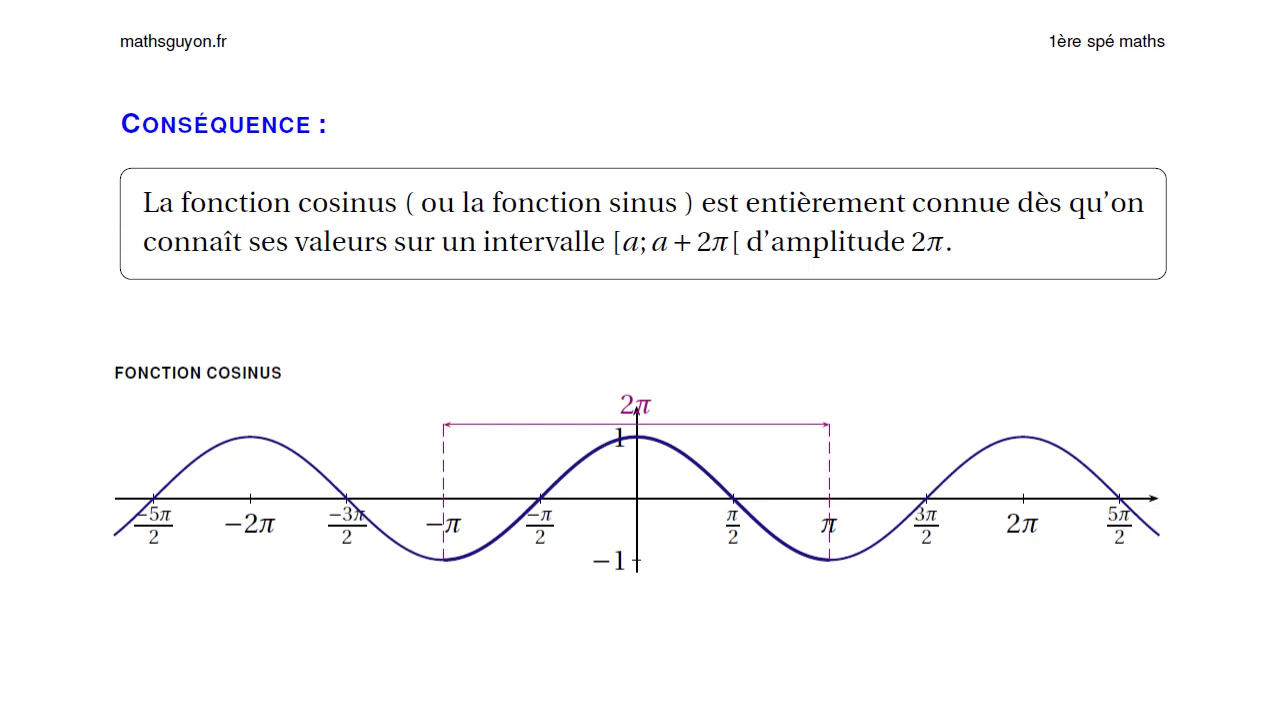 mathsguyon.fr
1ère spé maths
CONSÉQUENCE :
La fonction cosinus ( ou la fonction sinus ) est entièrement connue dès qu'on
connaît ses valeurs sur un intervalle [a; a + 2π[ d'amplitude 2π.
FONCTION COSINUS
2π
1
−5π/2 −2π −3π/2 −π −π/2 π/2 π 3π/2 2π 5π/2
−1